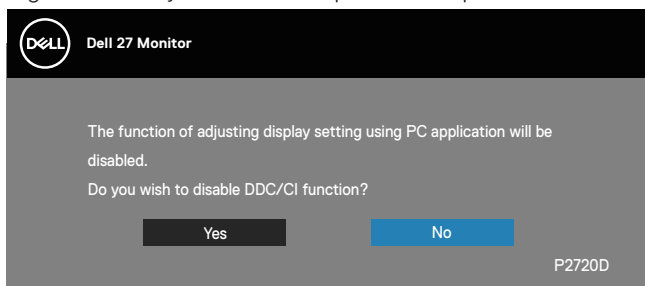 DELL
Dell 27 Monitor
The function of adjusting display setting using PC application will be
disabled.
Do you wish to disable DDC/CI function?
Yes No
P2720D